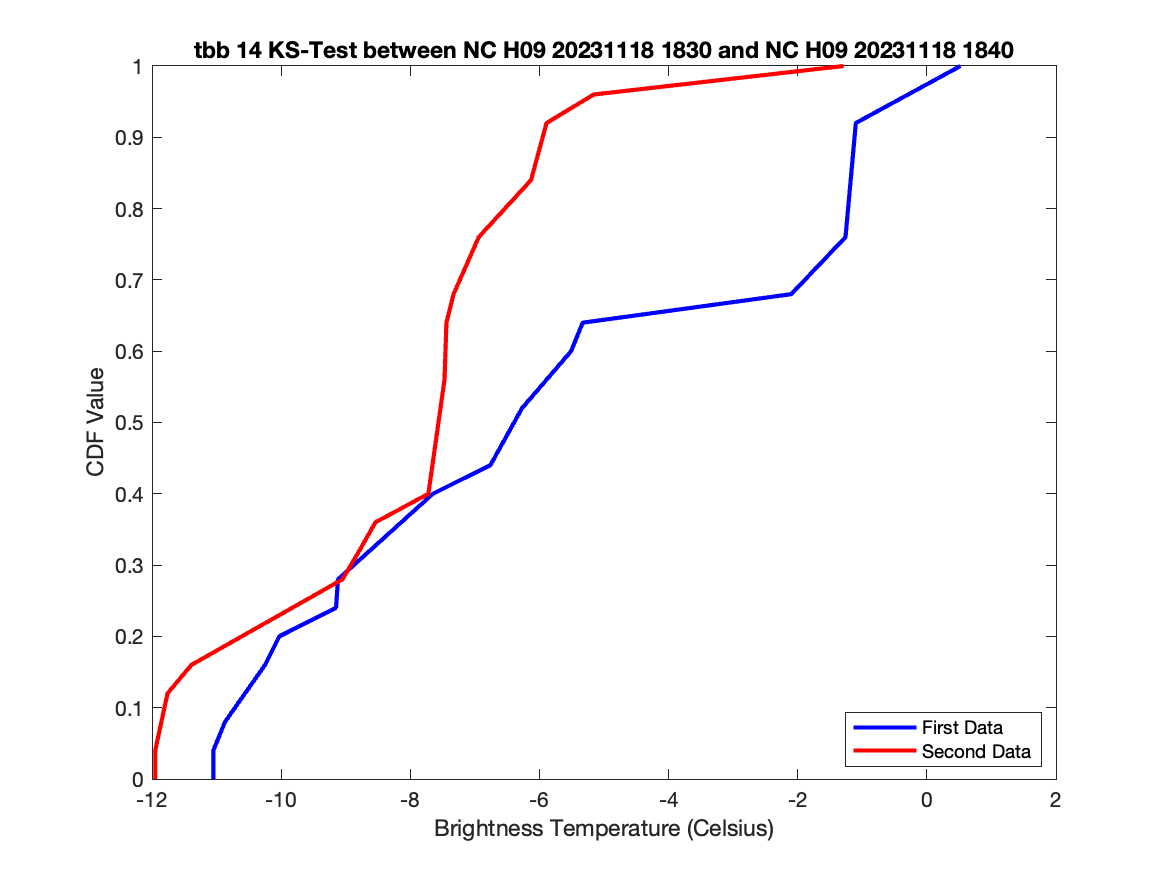 tbb 14 KS-Test between NC H09 20231118 1830 and NC H09 20231118 1840
1
0.9
0.8
0.7
0.6
0.5
0.4
0.3
0.2
0.1
0
CDF Value
First Data
Second Data
-12 -10 -8 -6 -4 -2 0 2
Brightness Temperature (Celsius)